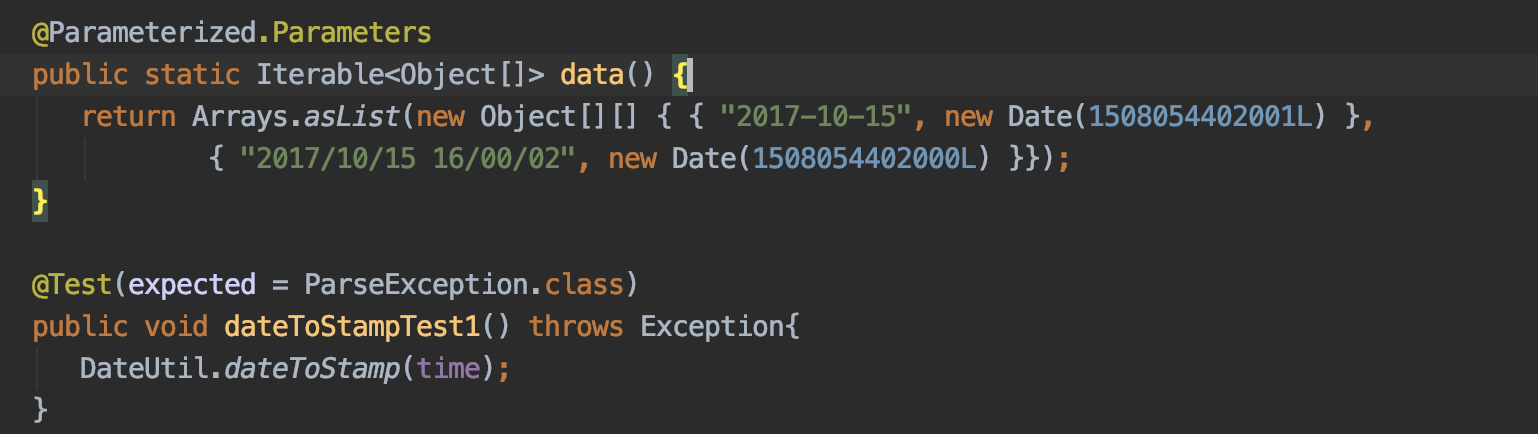 @Parameterized.Parameters
public static Iterable<Object[]> data() {
return Arrays.asList(new Object[][] { { "2017-10-15", new Date(1508054402001L) },
{ "2017/10/15 16/00/02", new Date(1508054402000L) }});
}
@Test(expected = ParseException.class)
public void dateToStampTest1() throws Exception{
DateUtil.dateToStamp(time);
}